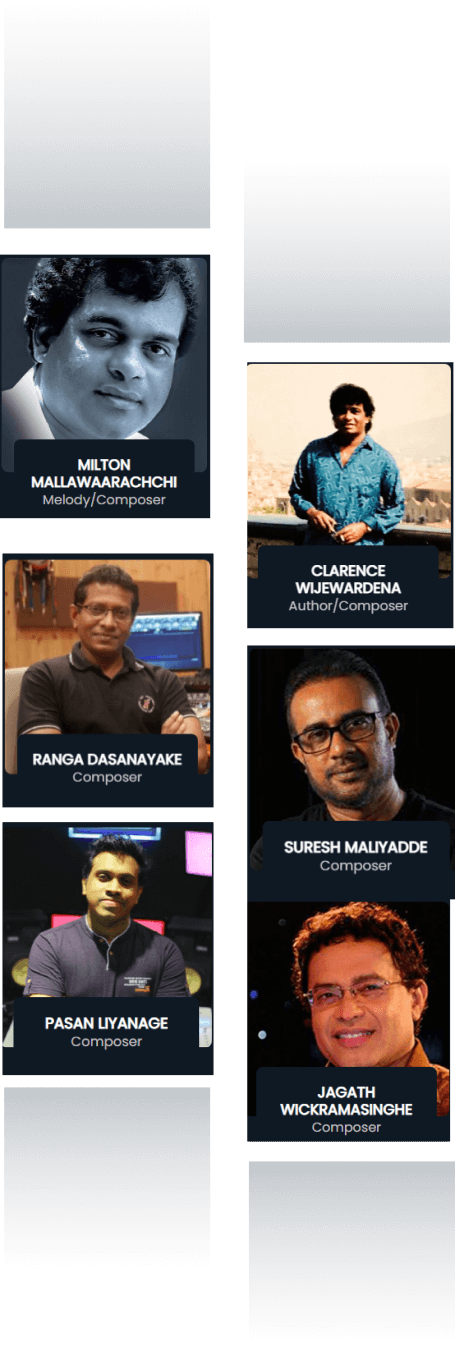 MILTON
MALLAWAARACHCHI
Melody/Composer
RANGA DASANAYAKE
Composer
PASAN LIYANAGE
Composer
CLARENCE
WIJEWARDENA
Author/Composer
SURESH MALIYADDE
Composer
JAGATH
WICKRAMASINGHE
Composer